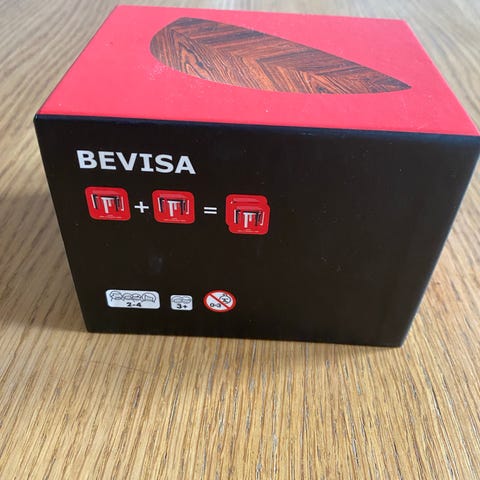 BEVISA
+ =
2-4
3+
0-3